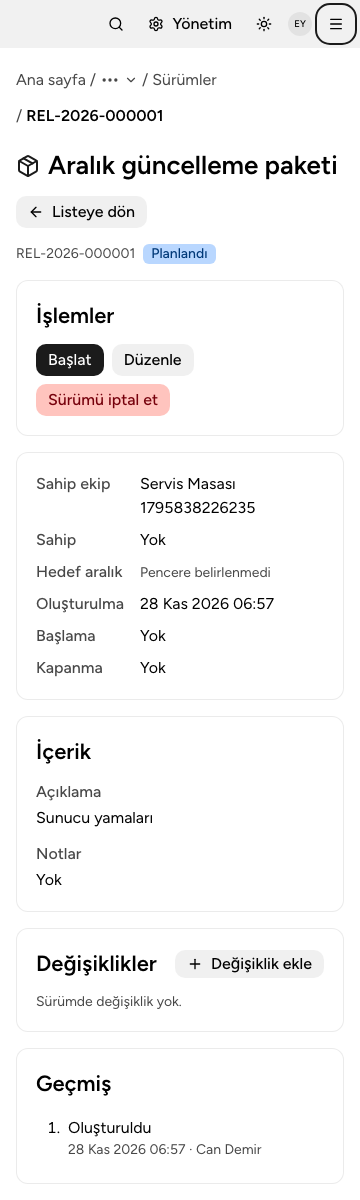 Yönetim EY
Ana sayfa / ··· / Sürümler
/ REL-2026-000001
Aralık güncelleme paketi
Listeye dön
REL-2026-000001 Planlandı
İşlemler
Başlat Düzenle
Sürümü iptal et
Sahip ekip Servis Masası
1795838226235
Sahip Yok
Hedef aralık Pencere belirlenmedi
Oluşturulma 28 Kas 2026 06:57
Başlama Yok
Kapanma Yok
İçerik
Açıklama
Sunucu yamaları
Notlar
Yok
Değişiklikler + Değişiklik ekle
Sürümde değişiklik yok.
Geçmiş
1. Oluşturuldu
28 Kas 2026 06:57 · Can Demir